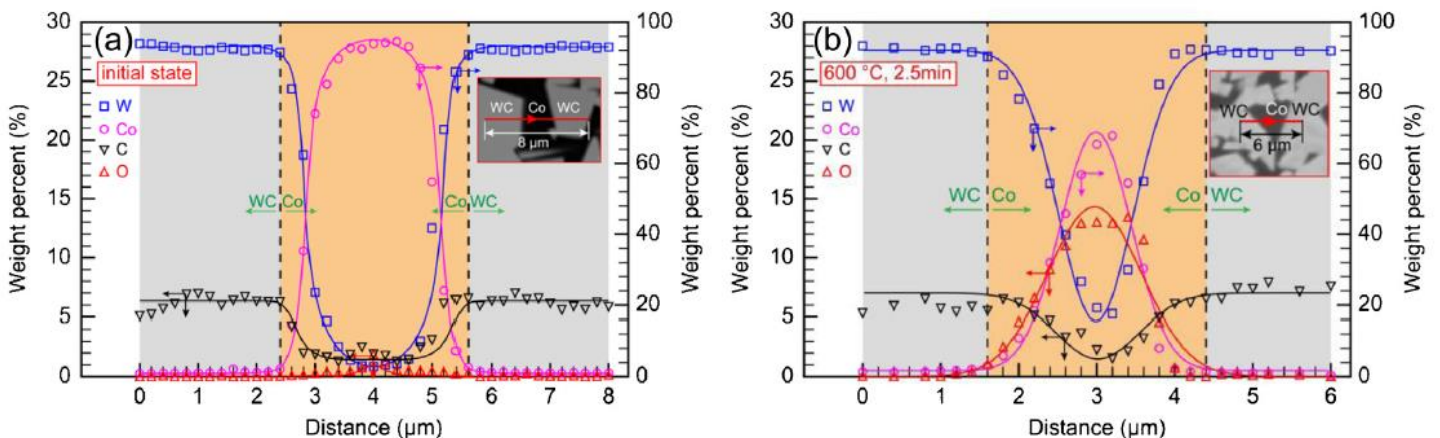 (a)
initial state
W
Co
C
O
WC Co WC
8 μm
WC Co
Co WC
Weight percent (%)
30
25
20
15
10
5
0
Weight percent (%)
100
80
60
40
20
0
0 1 2 3 4 5 6 7 8
Distance (μm)
(b)
600 °C, 2.5min
W
Co
C
O
WC Co WC
6 μm
WC Co
Co WC
Weight percent (%)
30
25
20
15
10
5
0
Weight percent (%)
100
80
60
40
20
0
0 1 2 3 4 5 6
Distance (μm)